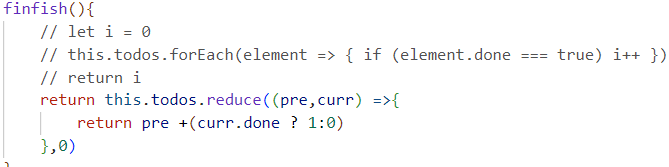 finfish(){
// let i = 0
// this.todos.forEach(element => { if (element.done === true) i++ })
// return i
return this.todos.reduce((pre,curr) =>{
return pre +(curr.done ? 1:0)
},0)